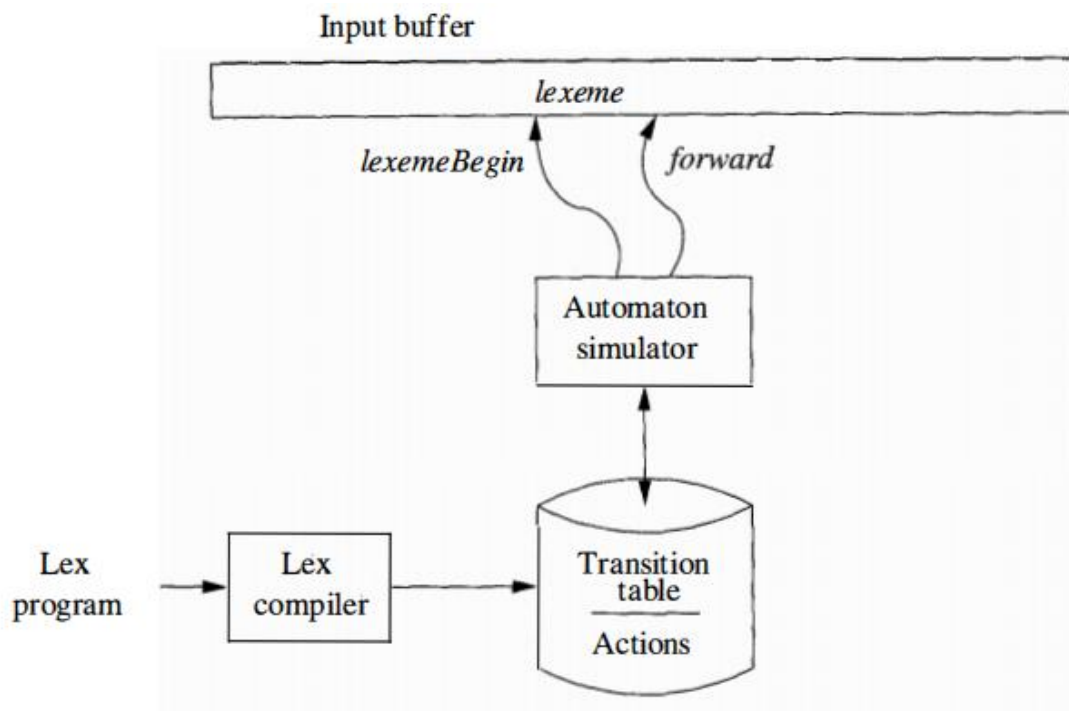 Input buffer
lexeme
lexemeBegin
forward
Automaton
simulator
Lex
program
Lex
compiler
Transition
table
Actions